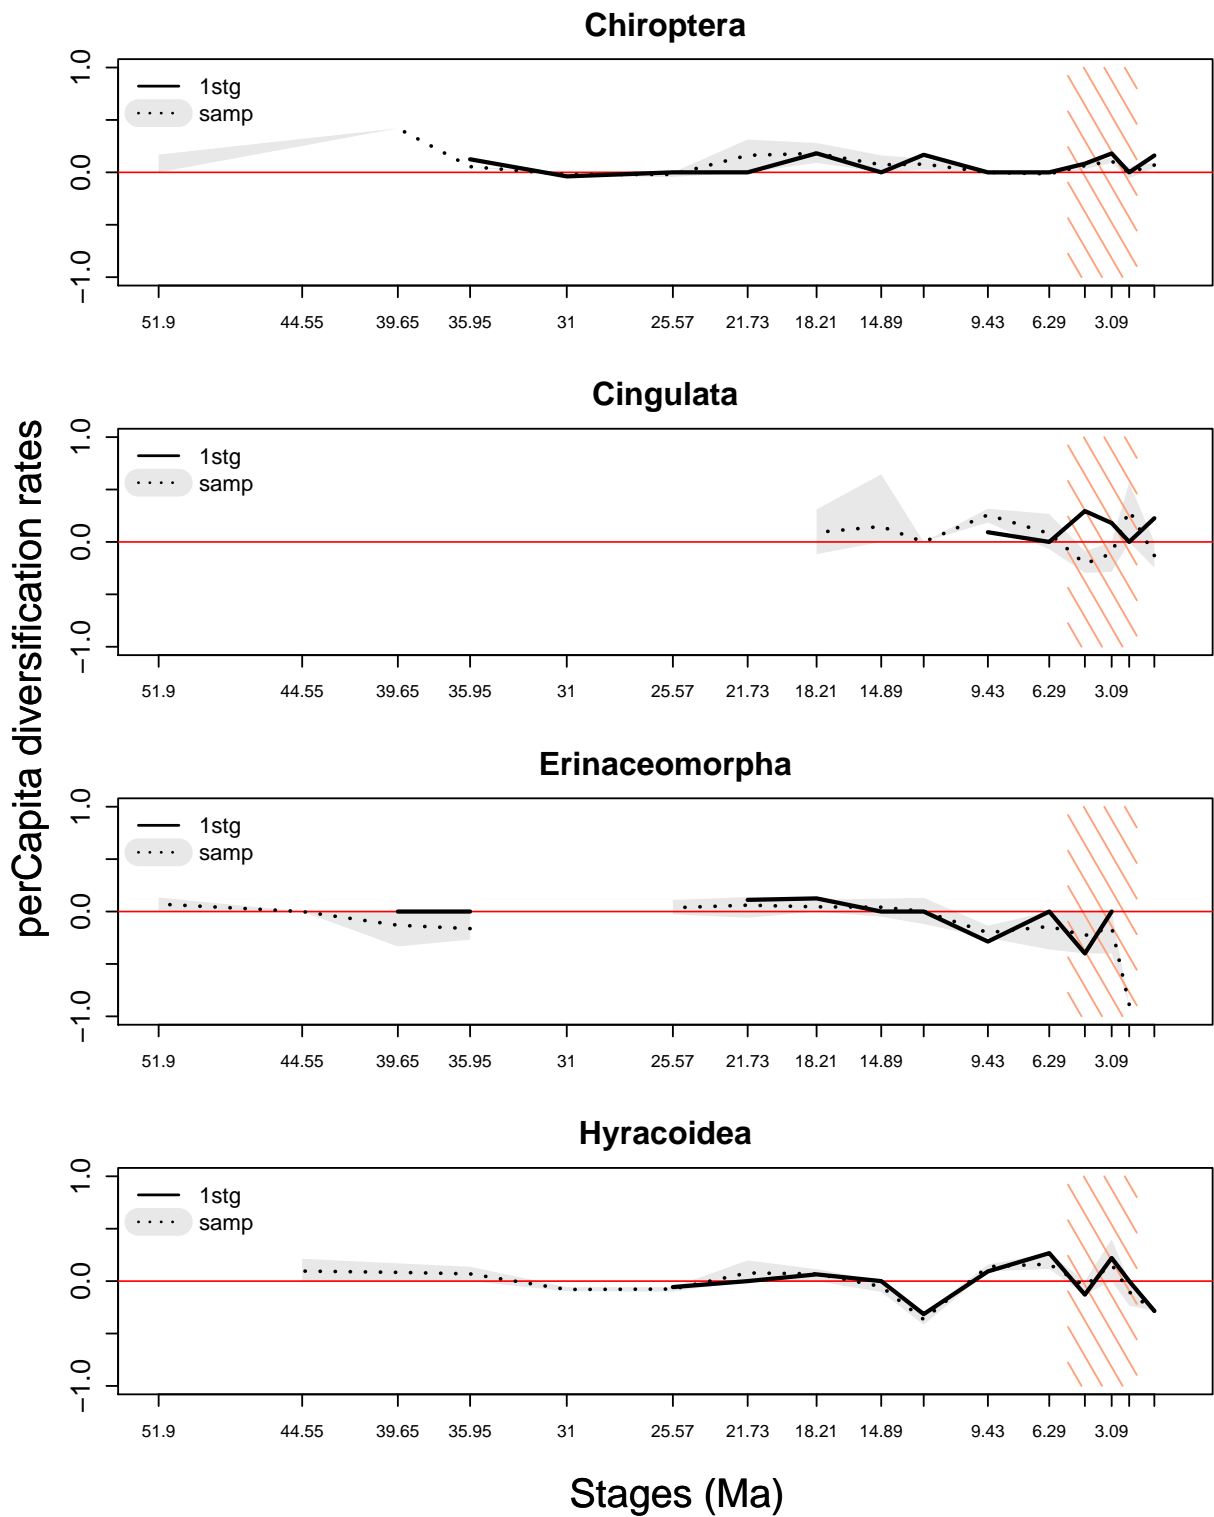 Chiroptera
1.0
0.0
−1.0
1stg
samp
51.9 44.55 39.65 35.95 31 25.57 21.73 18.21 14.89 9.43 6.29 3.09
Cingulata
1.0
0.0
−1.0
1stg
samp
51.9 44.55 39.65 35.95 31 25.57 21.73 18.21 14.89 9.43 6.29 3.09
perCapita diversification rates
Erinaceomorpha
1.0
0.0
−1.0
1stg
samp
51.9 44.55 39.65 35.95 31 25.57 21.73 18.21 14.89 9.43 6.29 3.09
Hyracoidea
1.0
0.0
−1.0
1stg
samp
51.9 44.55 39.65 35.95 31 25.57 21.73 18.21 14.89 9.43 6.29 3.09
Stages (Ma)